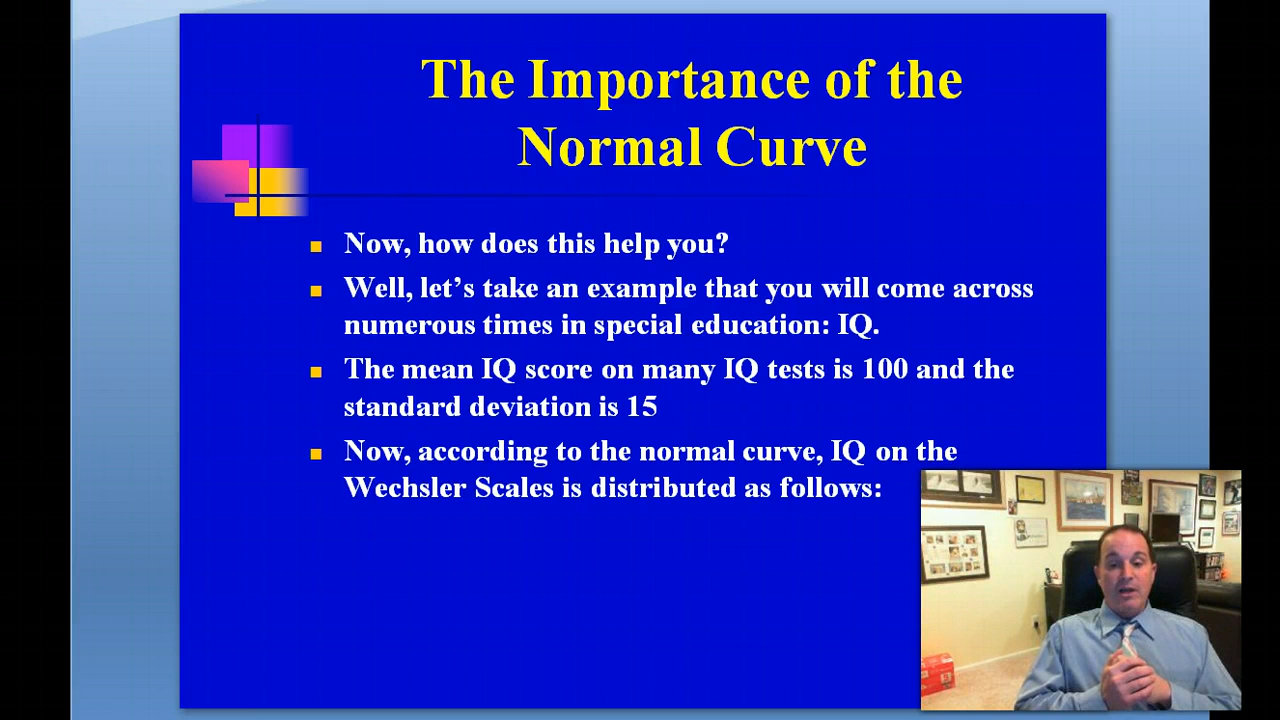 The Importance of the
Normal Curve
Now, how does this help you?
Well, let’s take an example that you will come across
numerous times in special education: IQ.
The mean IQ score on many IQ tests is 100 and the
standard deviation is 15
Now, according to the normal curve, IQ on the
Wechsler Scales is distributed as follows: